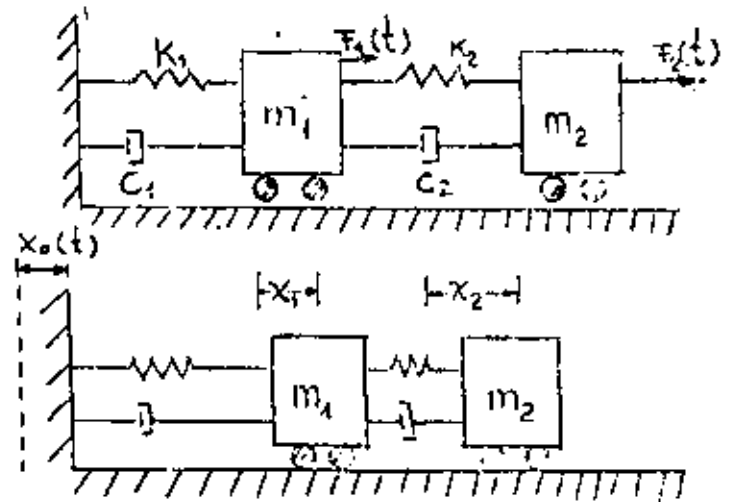 K₁ F₁(t) K₂ F₂(t)
m₁ m₂
C₁ C₂
X₀(t)
X₁ X₂
m₁ m₂